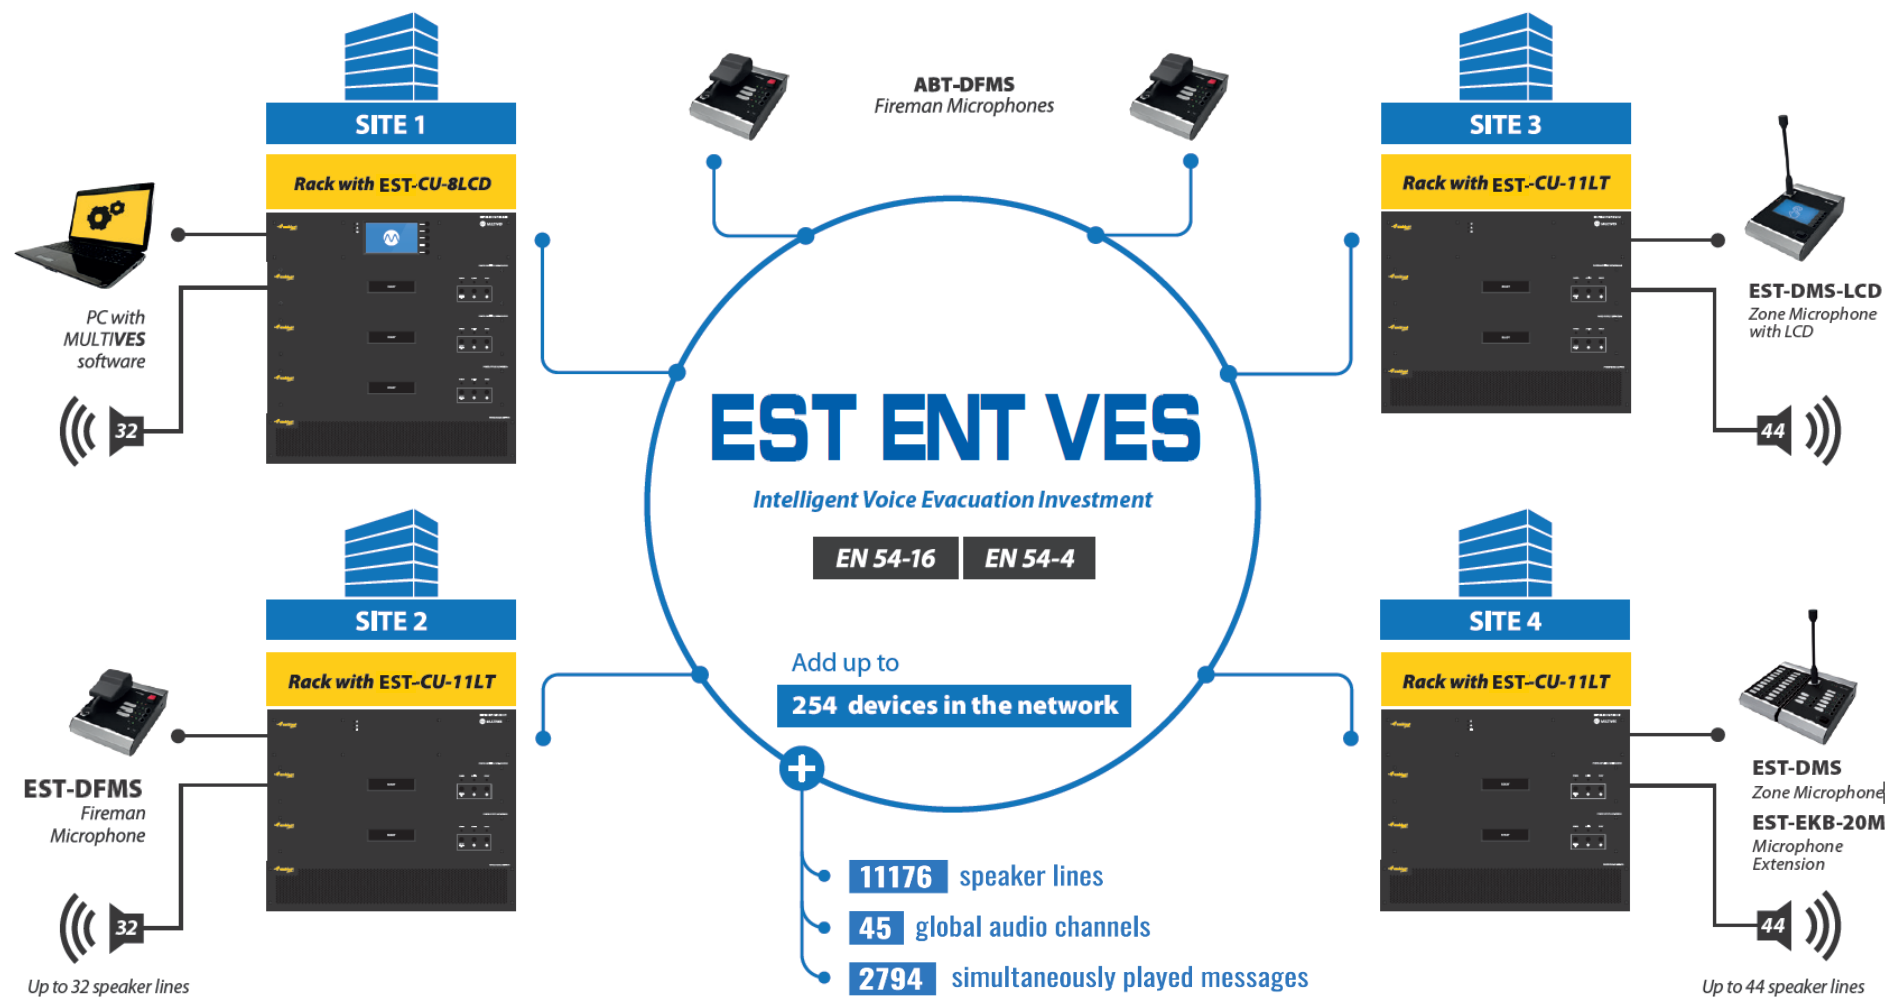 SITE 1
Rack with EST-CU-8LCD
PC with
MULTIVES
software
32
ABT-DFMS
Fireman Microphones
SITE 3
Rack with EST-CU-11LT
EST-DMS-LCD
Zone Microphone
with LCD
44
EST ENT VES
Intelligent Voice Evacuation Investment
EN 54-16
EN 54-4
Add up to
254 devices in the network
11176 speaker lines
45 global audio channels
2794 simultaneously played messages
SITE 2
Rack with EST-CU-11LT
EST-DFMS
Fireman
Microphone
32
Up to 32 speaker lines
SITE 4
Rack with EST-CU-11LT
EST-DMS
Zone Microphone
EST-EKB-20M
Microphone
Extension
44
Up to 44 speaker lines